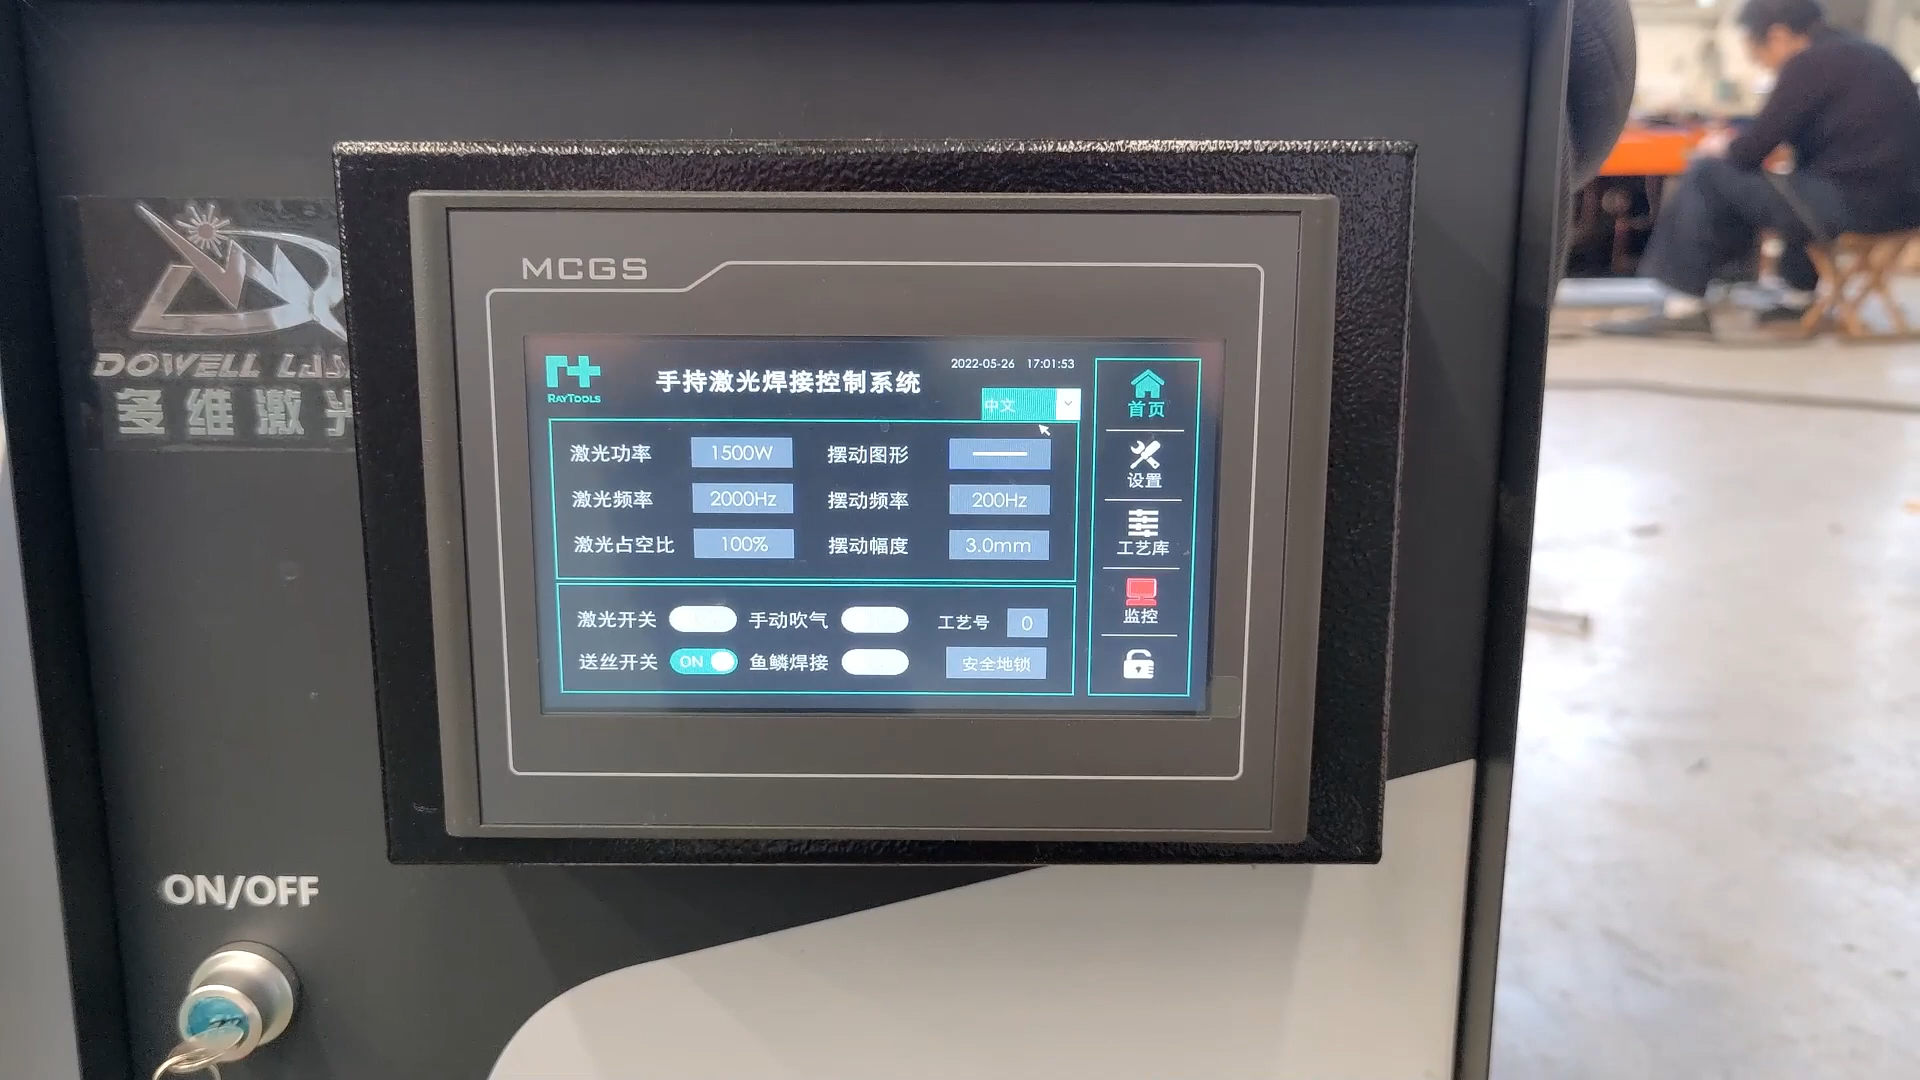 MCGS
RAYTOOLS
手持激光焊接控制系统
2022-05-26 17:01:53
中文
激光功率 1500W 摆动图形
激光频率 2000Hz 摆动频率 200Hz
激光占空比 100% 摆动幅度 3.0mm
激光开关 手动吹气 工艺号 0
送丝开关 ON 鱼鳞焊接 安全地锁
首页
设置
工艺库
监控
DOWELL LAS
多维激光
ON/OFF